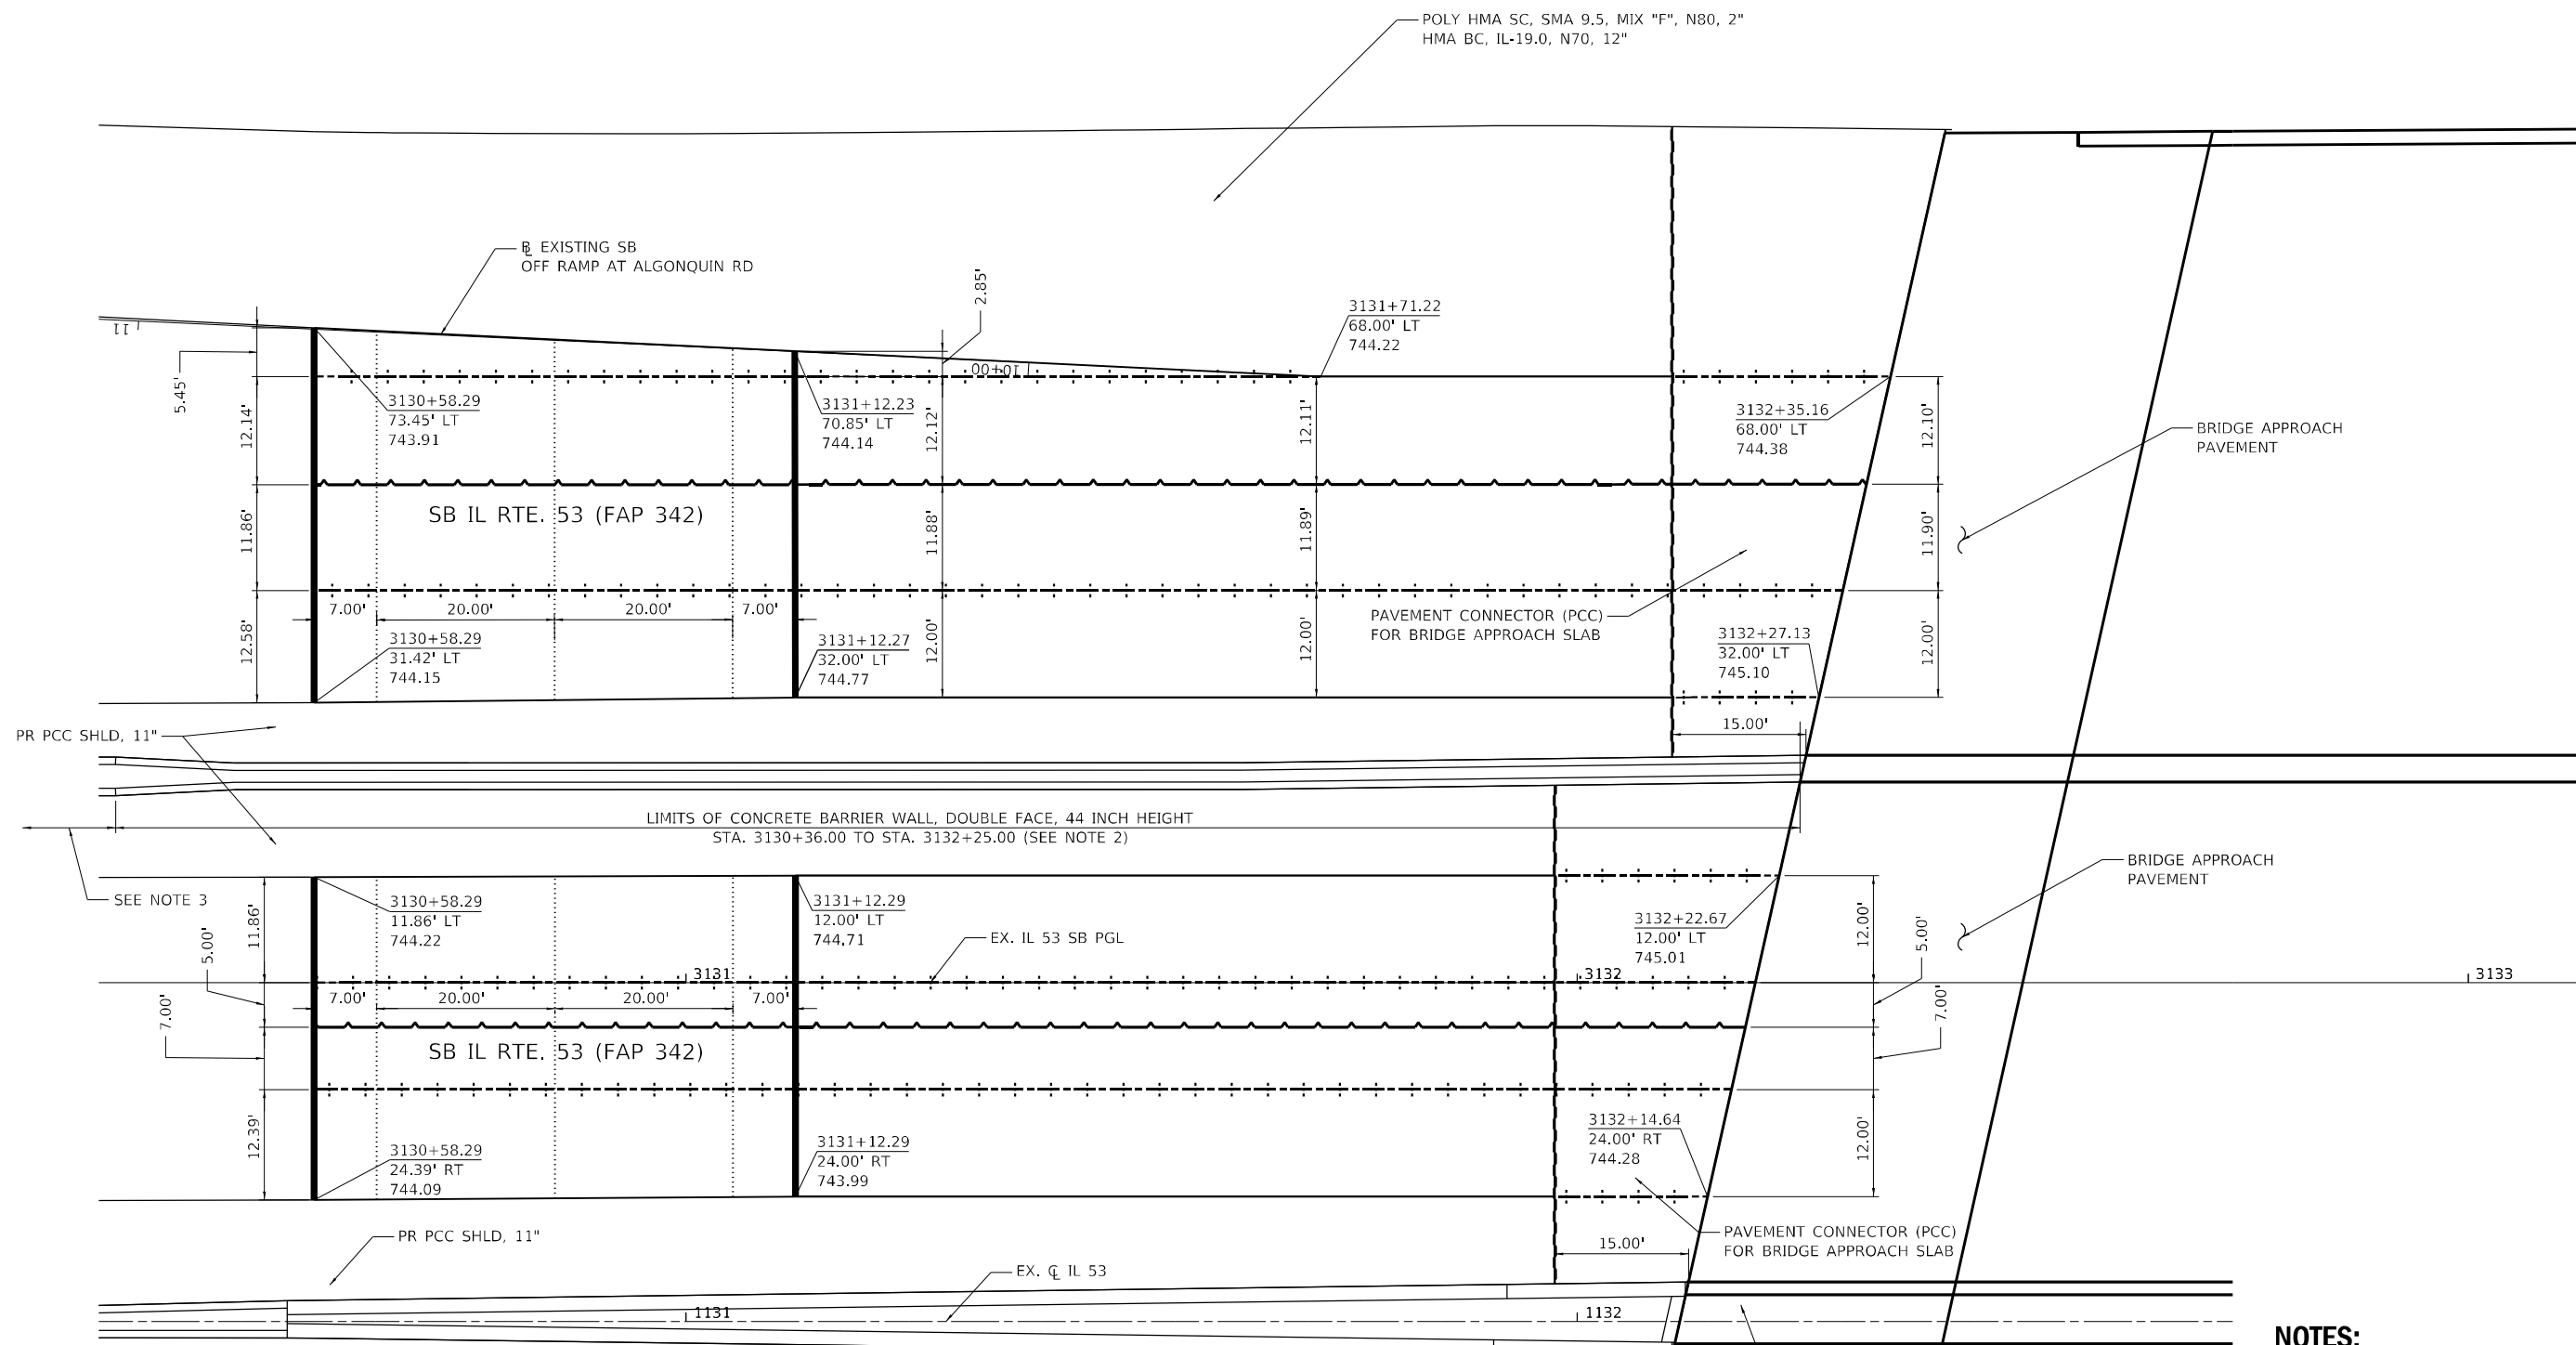 POLY HMA SC, SMA 9.5, MIX "F", N80, 2"
HMA BC, IL-19.0, N70, 12"
℄ EXISTING SB
OFF RAMP AT ALGONQUIN RD
2.85'
3131+71.22
68.00' LT
744.22
11
10+00
5.45'
12.14'
3130+58.29
73.45' LT
743.91
3131+12.23
70.85' LT
744.14
12.12'
12.11'
3132+35.16
68.00' LT
744.38
12.10'
BRIDGE APPROACH
PAVEMENT
SB IL RTE. 53 (FAP 342)
11.86'
11.88'
11.89'
11.90'
7.00'
20.00'
20.00'
7.00'
PAVEMENT CONNECTOR (PCC)
FOR BRIDGE APPROACH SLAB
12.58'
3130+58.29
31.42' LT
744.15
3131+12.27
32.00' LT
744.77
12.00'
12.00'
3132+27.13
32.00' LT
745.10
12.00'
15.00'
PR PCC SHLD, 11"
LIMITS OF CONCRETE BARRIER WALL, DOUBLE FACE, 44 INCH HEIGHT
STA. 3130+36.00 TO STA. 3132+25.00 (SEE NOTE 2)
SEE NOTE 3
BRIDGE APPROACH
PAVEMENT
11.86'
5.00'
3130+58.29
11.86' LT
744.22
3131+12.29
12.00' LT
744.71
EX. IL 53 SB PGL
3132+22.67
12.00' LT
745.01
12.00'
5.00'
3131
3132
3133
7.00'
7.00'
20.00'
20.00'
7.00'
7.00'
SB IL RTE. 53 (FAP 342)
12.39'
3130+58.29
24.39' RT
744.09
3131+12.29
24.00' RT
743.99
3132+14.64
24.00' RT
744.28
12.00'
PR PCC SHLD, 11"
15.00'
PAVEMENT CONNECTOR (PCC)
FOR BRIDGE APPROACH SLAB
EX. ℄ IL 53
1131
1132
NOTES: